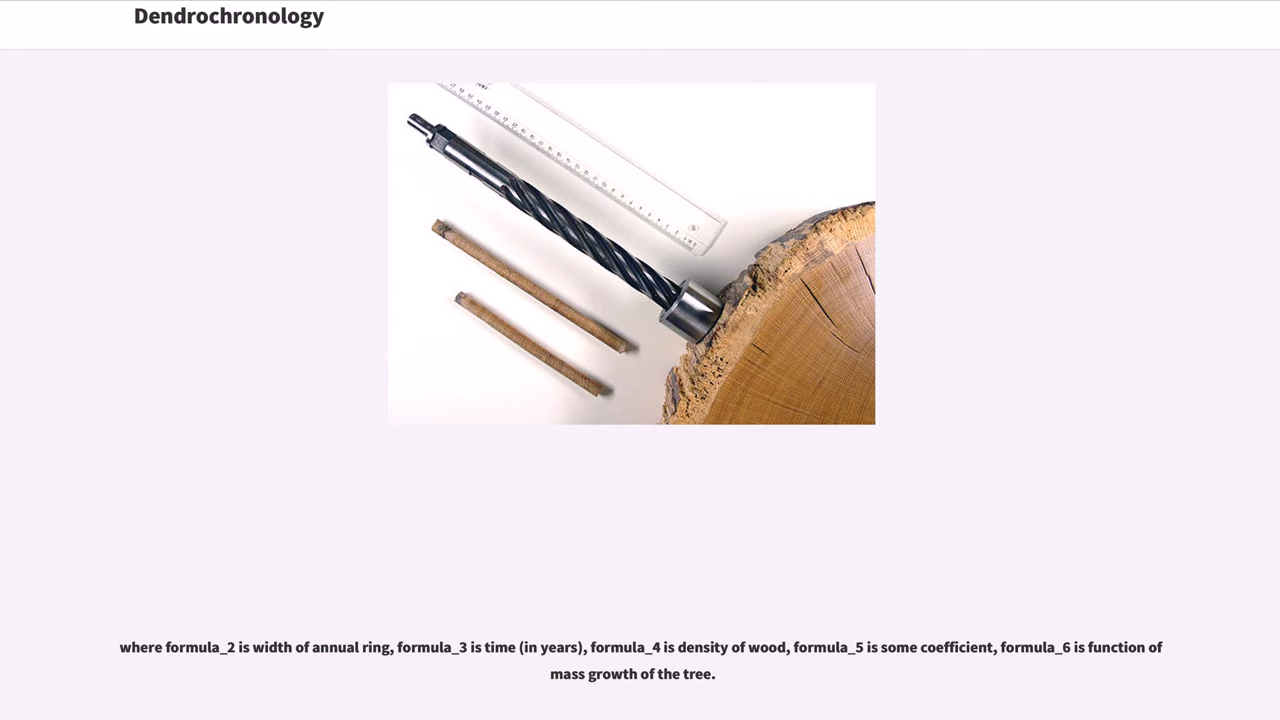 Dendrochronology
where formula_2 is width of annual ring, formula_3 is time (in years), formula_4 is density of wood, formula_5 is some coefficient, formula_6 is function of
mass growth of the tree.